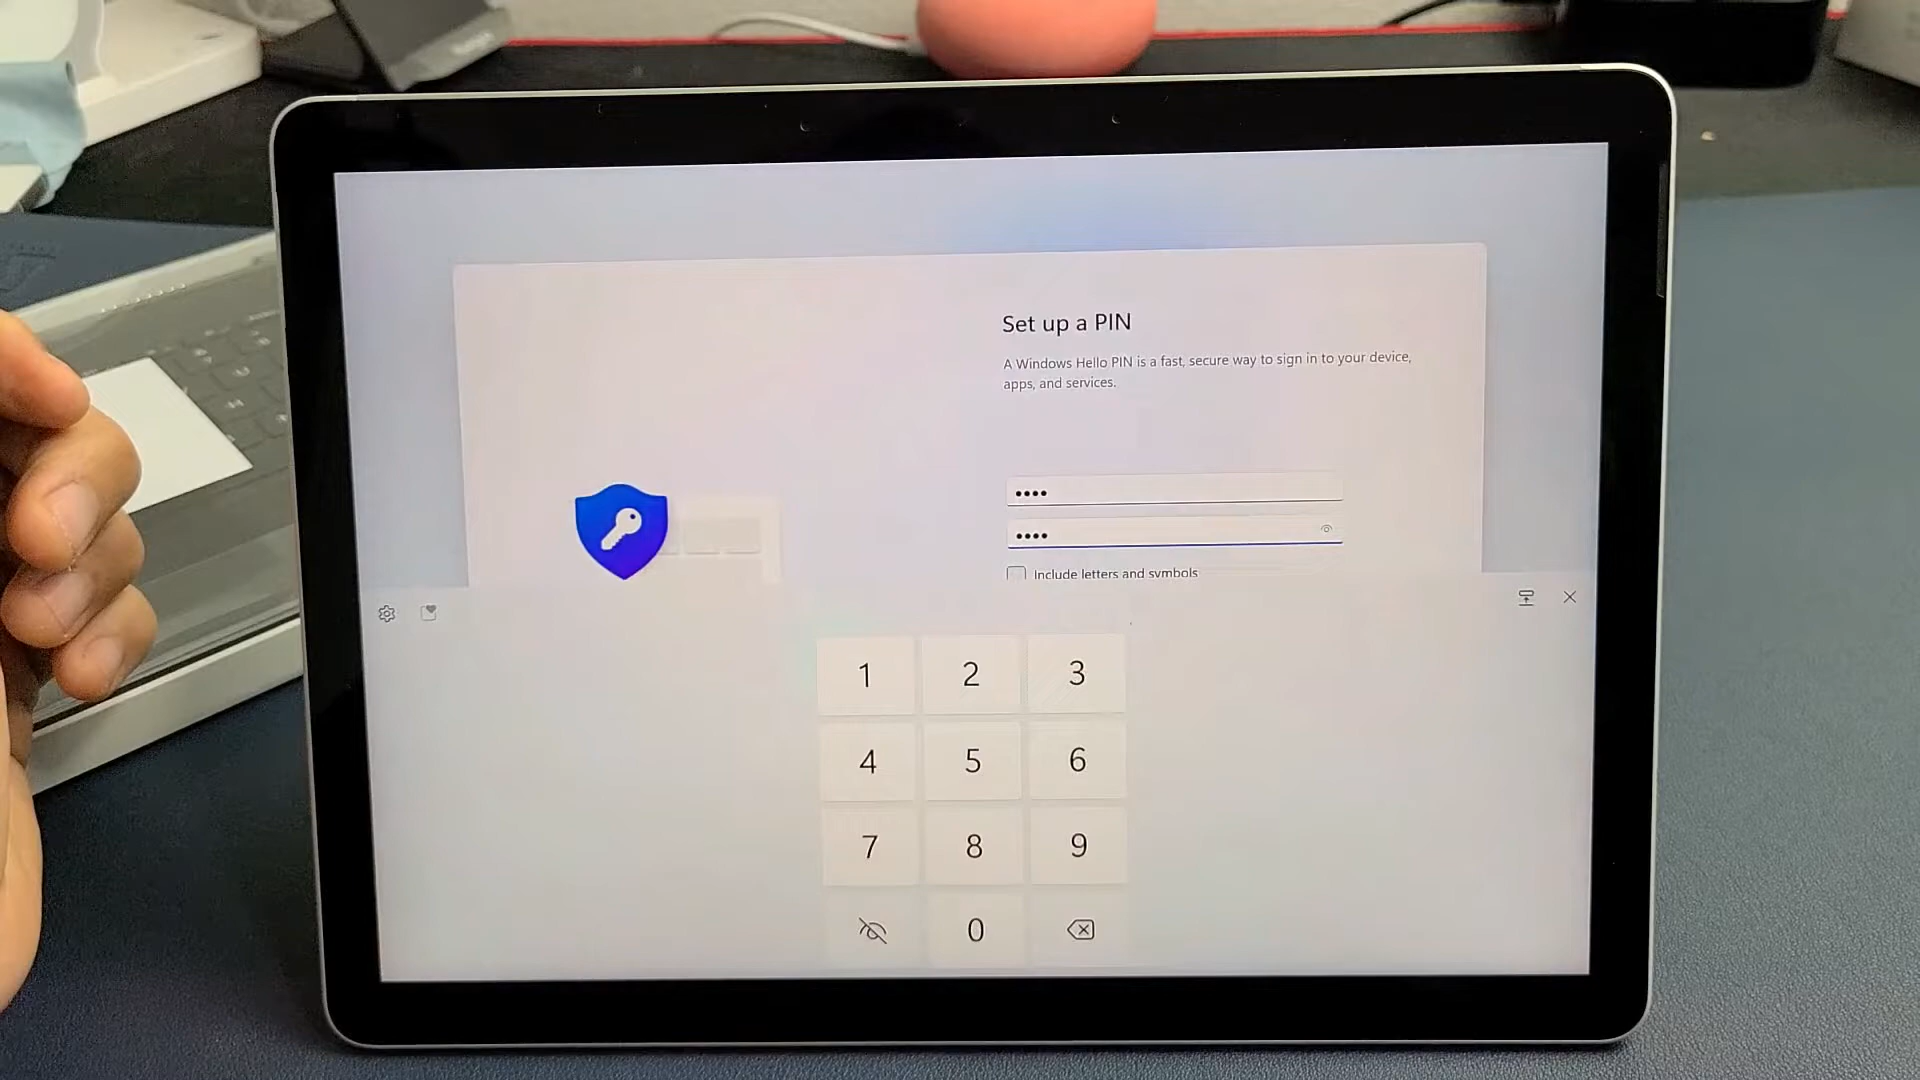 Set up a PIN
A Windows Hello PIN is a fast, secure way to sign in to your device,
apps, and services.
••••
••••
Include letters and symbols
1 2 3
4 5 6
7 8 9
0